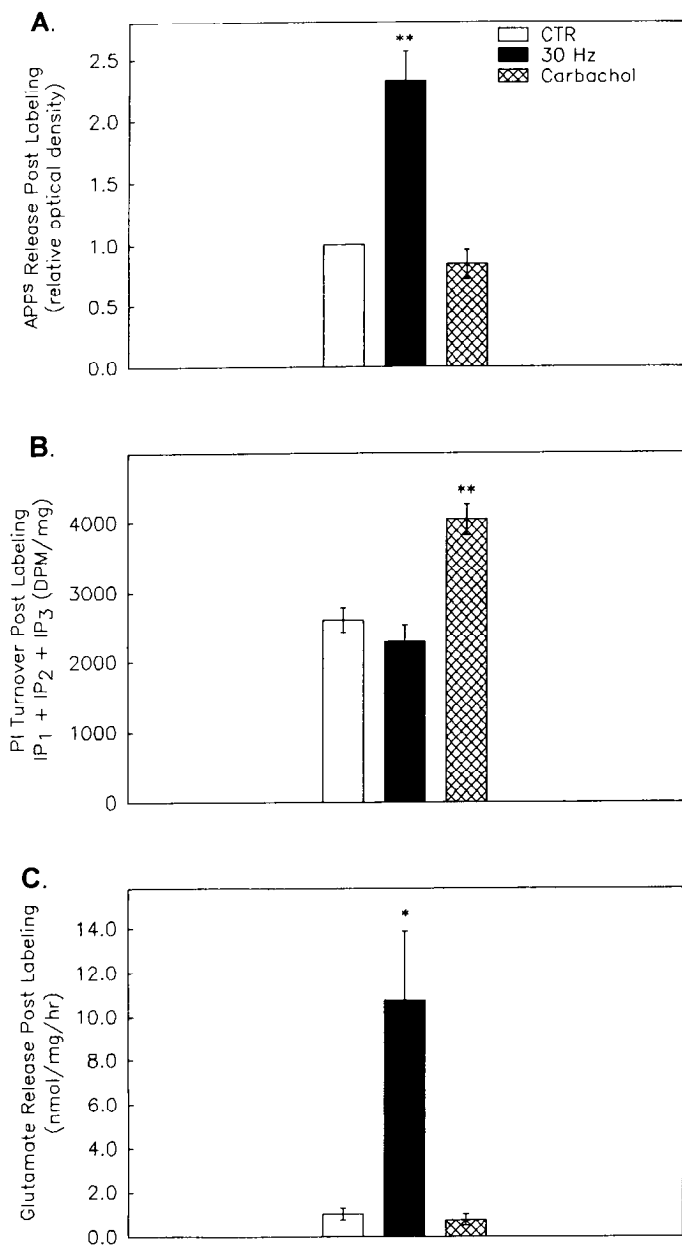 A.
**
CTR
30 Hz
Carbachol
APPs Release Post Labeling
(relative optical density)
2.5
2.0
1.5
1.0
0.5
0.0
B.
**
PI Turnover Post Labeling
IP1 + IP2 + IP3 (DPM/mg)
4000
3000
2000
1000
0
C.
*
Glutamate Release Post Labeling
(nmol/mg/hr)
14.0
12.0
10.0
8.0
6.0
4.0
2.0
0.0